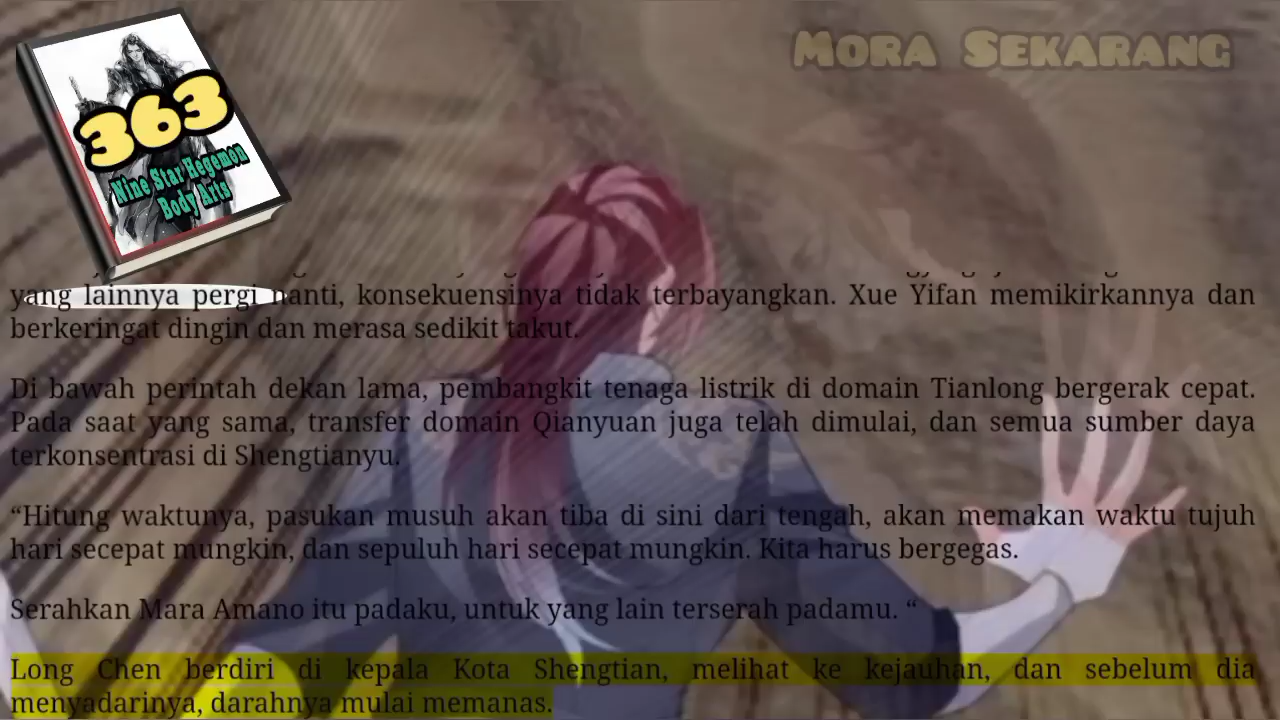 Mora Sekarang
363
Nine Star Hegemon
Body Arts
yang lainnya pergi nanti, konsekuensinya tidak terbayangkan. Xue Yifan memikirkannya dan
berkeringat dingin dan merasa sedikit takut.
Di bawah perintah dekan lama, pembangkit tenaga listrik di domain Tianlong bergerak cepat.
Pada saat yang sama, transfer domain Qianyuan juga telah dimulai, dan semua sumber daya
terkonsentrasi di Shengtianyu.
“Hitung waktunya, pasukan musuh akan tiba di sini dari tengah, akan memakan waktu tujuh
hari secepat mungkin, dan sepuluh hari secepat mungkin. Kita harus bergegas.
Serahkan Mara Amano itu padaku, untuk yang lain terserah padamu. “
Long Chen berdiri di kepala Kota Shengtian, melihat ke kejauhan, dan sebelum dia
menyadarinya, darahnya mulai memanas.